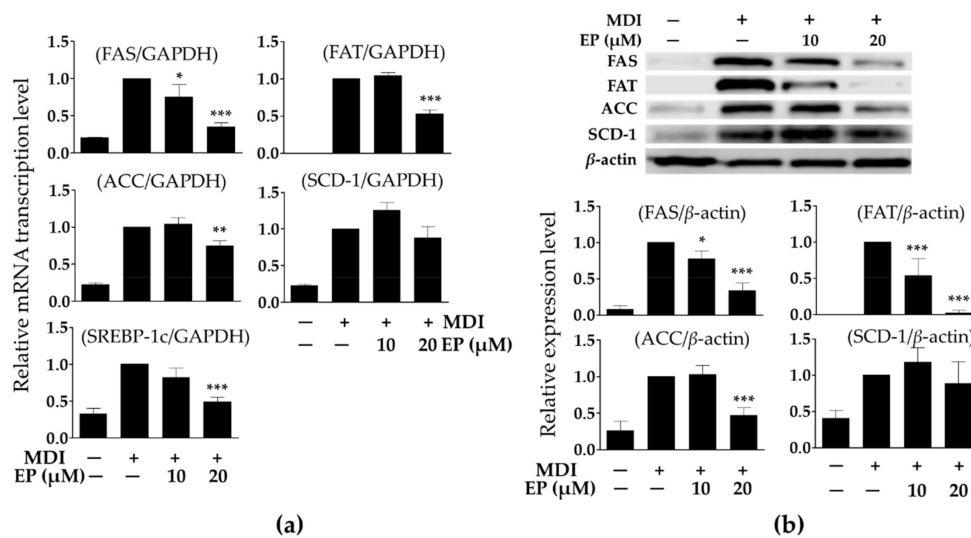 (FAS/GAPDH)
(FAT/GAPDH)
1.5
1.0
0.5
0.0
*
***
1.5
1.0
0.5
0.0
***
(ACC/GAPDH)
(SCD-1/GAPDH)
1.5
1.0
0.5
0.0
**
1.5
1.0
0.5
0.0
(SREBP-1c/GAPDH)
1.5
1.0
0.5
0.0
***
Relative mRNA transcription level
– + + + MDI
– – 10 20 EP (μM)
MDI – + + +
EP (μM) – – 10 20
(a)
MDI – + + +
EP (μM) – – 10 20
FAS
FAT
ACC
SCD-1
β-actin
(FAS/β-actin)
(FAT/β-actin)
1.5
1.0
0.5
0.0
*
***
1.5
1.0
0.5
0.0
***
***
(ACC/β-actin)
(SCD-1/β-actin)
1.5
1.0
0.5
0.0
***
1.5
1.0
0.5
0.0
Relative expression level
MDI – + + +
EP (μM) – – 10 20
– + + +
– – 10 20
(b)